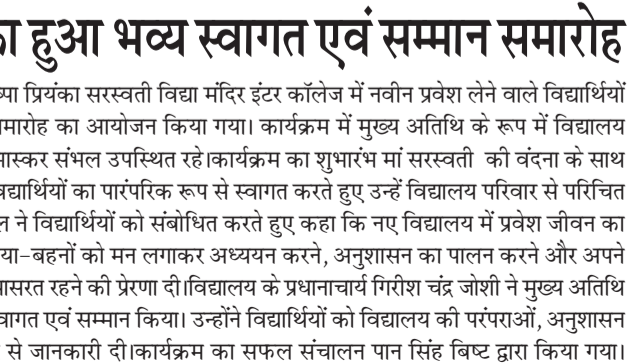 हुआ भव्य स्वागत एवं सम्मान समारोह
प्रियंका सरस्वती विद्या मंदिर इंटर कॉलेज में नवीन प्रवेश लेने वाले विद्यार्थियों
का आयोजन किया गया। कार्यक्रम में मुख्य अतिथि के रूप में विद्यालय
संभल उपस्थित रहे।कार्यक्रम का शुभारंभ मां सरस्वती की वंदना के साथ
का पारंपरिक रूप से स्वागत करते हुए उन्हें विद्यालय परिवार से परिचित
ने विद्यार्थियों को संबोधित करते हुए कहा कि नए विद्यालय में प्रवेश जीवन का
या-बहनों को मन लगाकर अध्ययन करने, अनुशासन का पालन करने और अपने
रहने की प्रेरणा दी।विद्यालय के प्रधानाचार्य गिरीश चंद्र जोशी ने मुख्य अतिथि
एवं सम्मान किया। उन्होंने विद्यार्थियों को विद्यालय की परंपराओं, अनुशासन
से जानकारी दी।कार्यक्रम का सफल संचालन पान सिंह बिष्ट द्वारा किया गया।